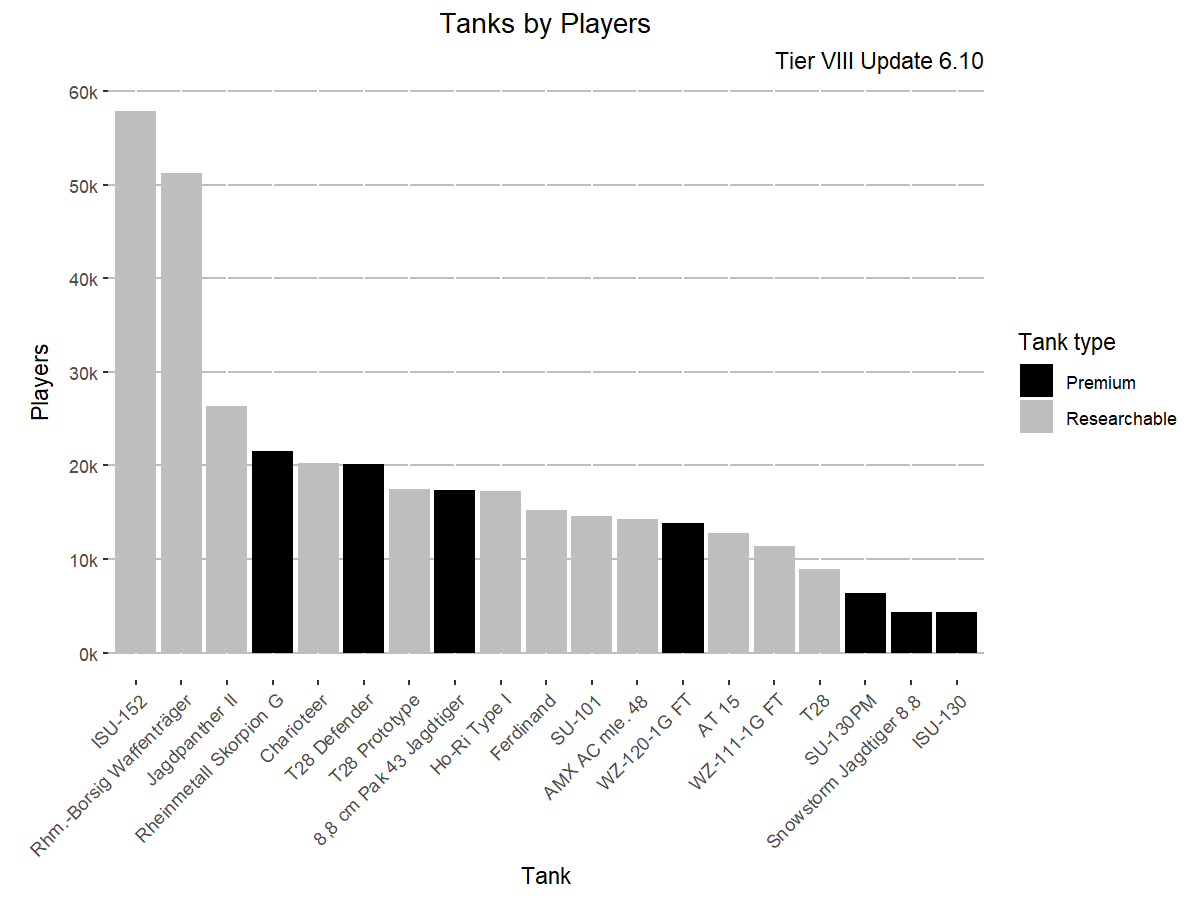 Tanks by Players
Tier VIII Update 6.10
60k
50k
40k
30k
20k
10k
0k
Players
ISU-152
Rhm.-Borsig Waffenträger
Jagdpanther II
Rheinmetall Skorpion G
Charioteer
T28 Defender
T28 Prototype
8,8 cm Pak 43 Jagdtiger
Ho-Ri Type I
Ferdinand
SU-101
AMX AC mle. 48
WZ-120-1G FT
AT 15
WZ-111-1G FT
T28
SU-130PM
Snowstorm Jagdtiger 8.8
ISU-130
Tank
Tank type
Premium
Researchable